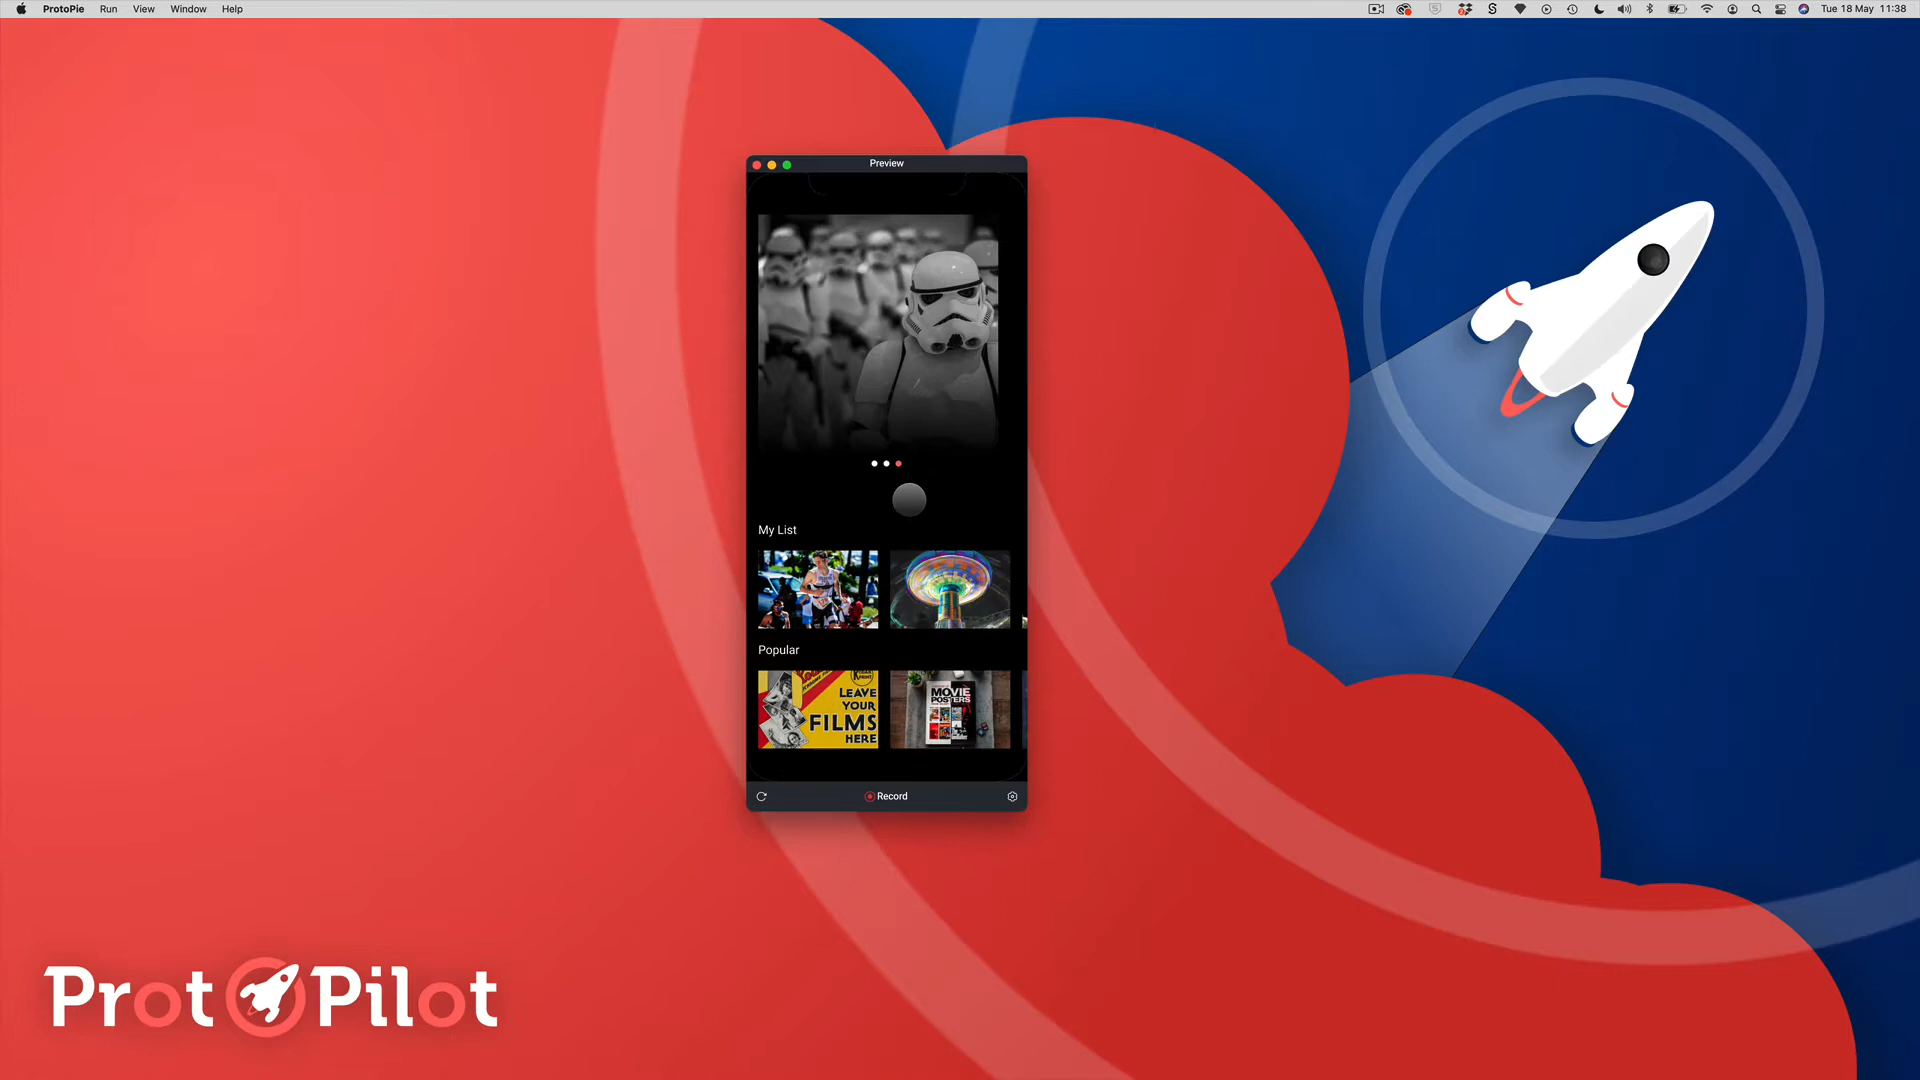 ProtoPie Run View Window Help
Tue 18 May 11:38
Preview
My List
Popular
LEAVE
YOUR
FILMS
HERE
MOVIE
POSTERS
Record
ProtoPilot